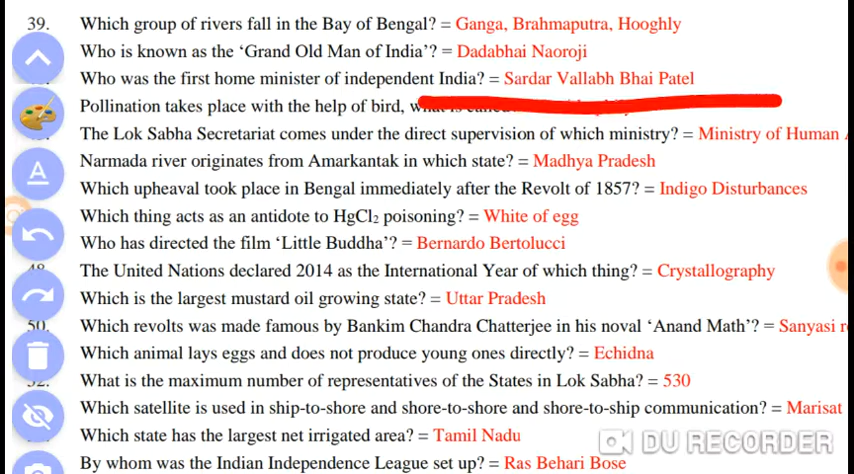 39. Which group of rivers fall in the Bay of Bengal? = Ganga, Brahmaputra, Hooghly
Who is known as the ‘Grand Old Man of India’? = Dadabhai Naoroji
Who was the first home minister of independent India? = Sardar Vallabh Bhai Patel
Pollination takes place with the help of bird,
The Lok Sabha Secretariat comes under the direct supervision of which ministry? = Ministry of Human
Narmada river originates from Amarkantak in which state? = Madhya Pradesh
Which upheaval took place in Bengal immediately after the Revolt of 1857? = Indigo Disturbances
Which thing acts as an antidote to HgCl₂ poisoning? = White of egg
Who has directed the film ‘Little Buddha’? = Bernardo Bertolucci
The United Nations declared 2014 as the International Year of which thing? = Crystallography
Which is the largest mustard oil growing state? = Uttar Pradesh
50. Which revolts was made famous by Bankim Chandra Chatterjee in his noval ‘Anand Math’? = Sanyasi
Which animal lays eggs and does not produce young ones directly? = Echidna
What is the maximum number of representatives of the States in Lok Sabha? = 530
Which satellite is used in ship-to-shore and shore-to-shore and shore-to-ship communication? = Marisat
Which state has the largest net irrigated area? = Tamil Nadu
DU RECORDER
By whom was the Indian Independence League set up? = Ras Behari Bose